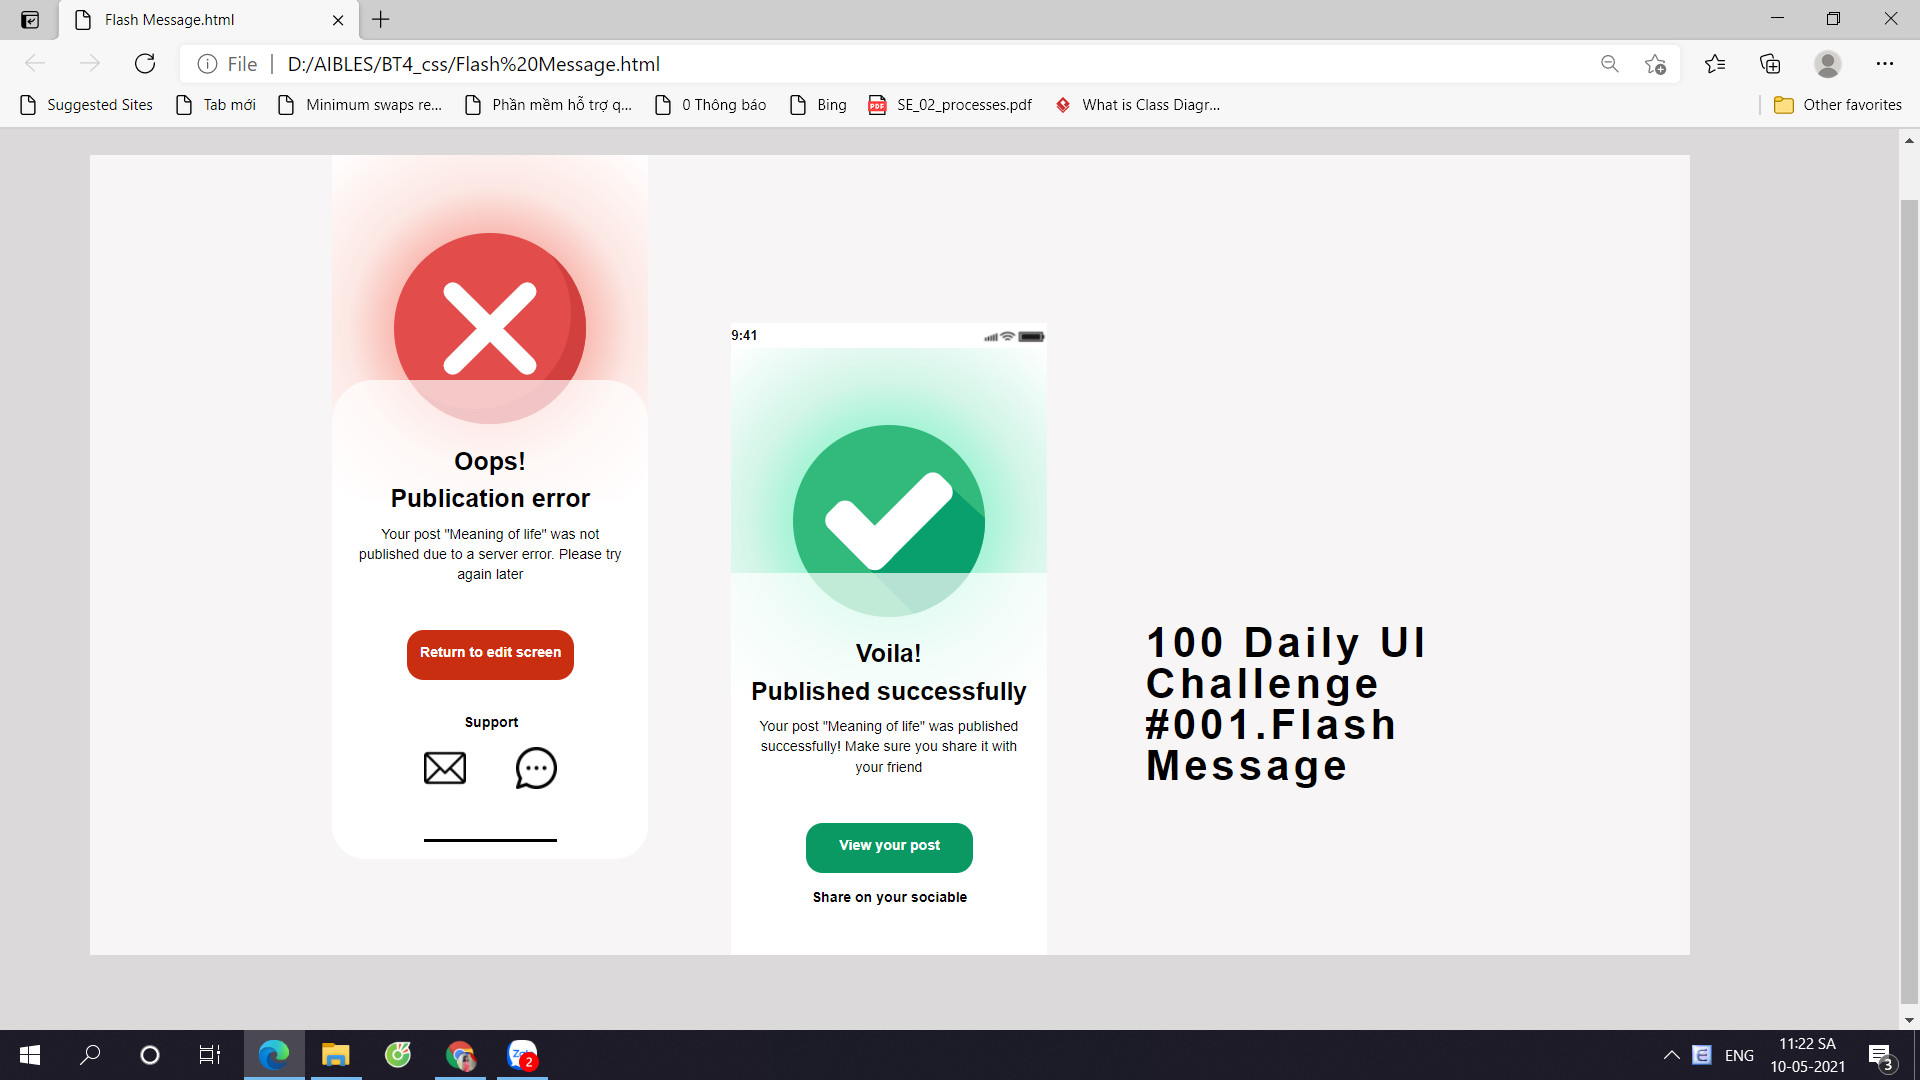 Flash Message.html
File | D:/AIBLES/BT4_css/Flash%20Message.html
Suggested Sites
Tab mới
Minimum swaps re...
Phần mềm hỗ trợ q...
0 Thông báo
Bing
PDF
SE_02_processes.pdf
What is Class Diagr...
Other favorites
Oops!
Publication error
Your post "Meaning of life" was not
published due to a server error. Please try
again later
Return to edit screen
Support
9:41
Voila!
Published successfully
Your post "Meaning of life" was published
successfully! Make sure you share it with
your friend
View your post
Share on your sociable
100 Daily UI
Challenge
#001.Flash
Message
2
E
ENG
11:22 SA
10-05-2021
3